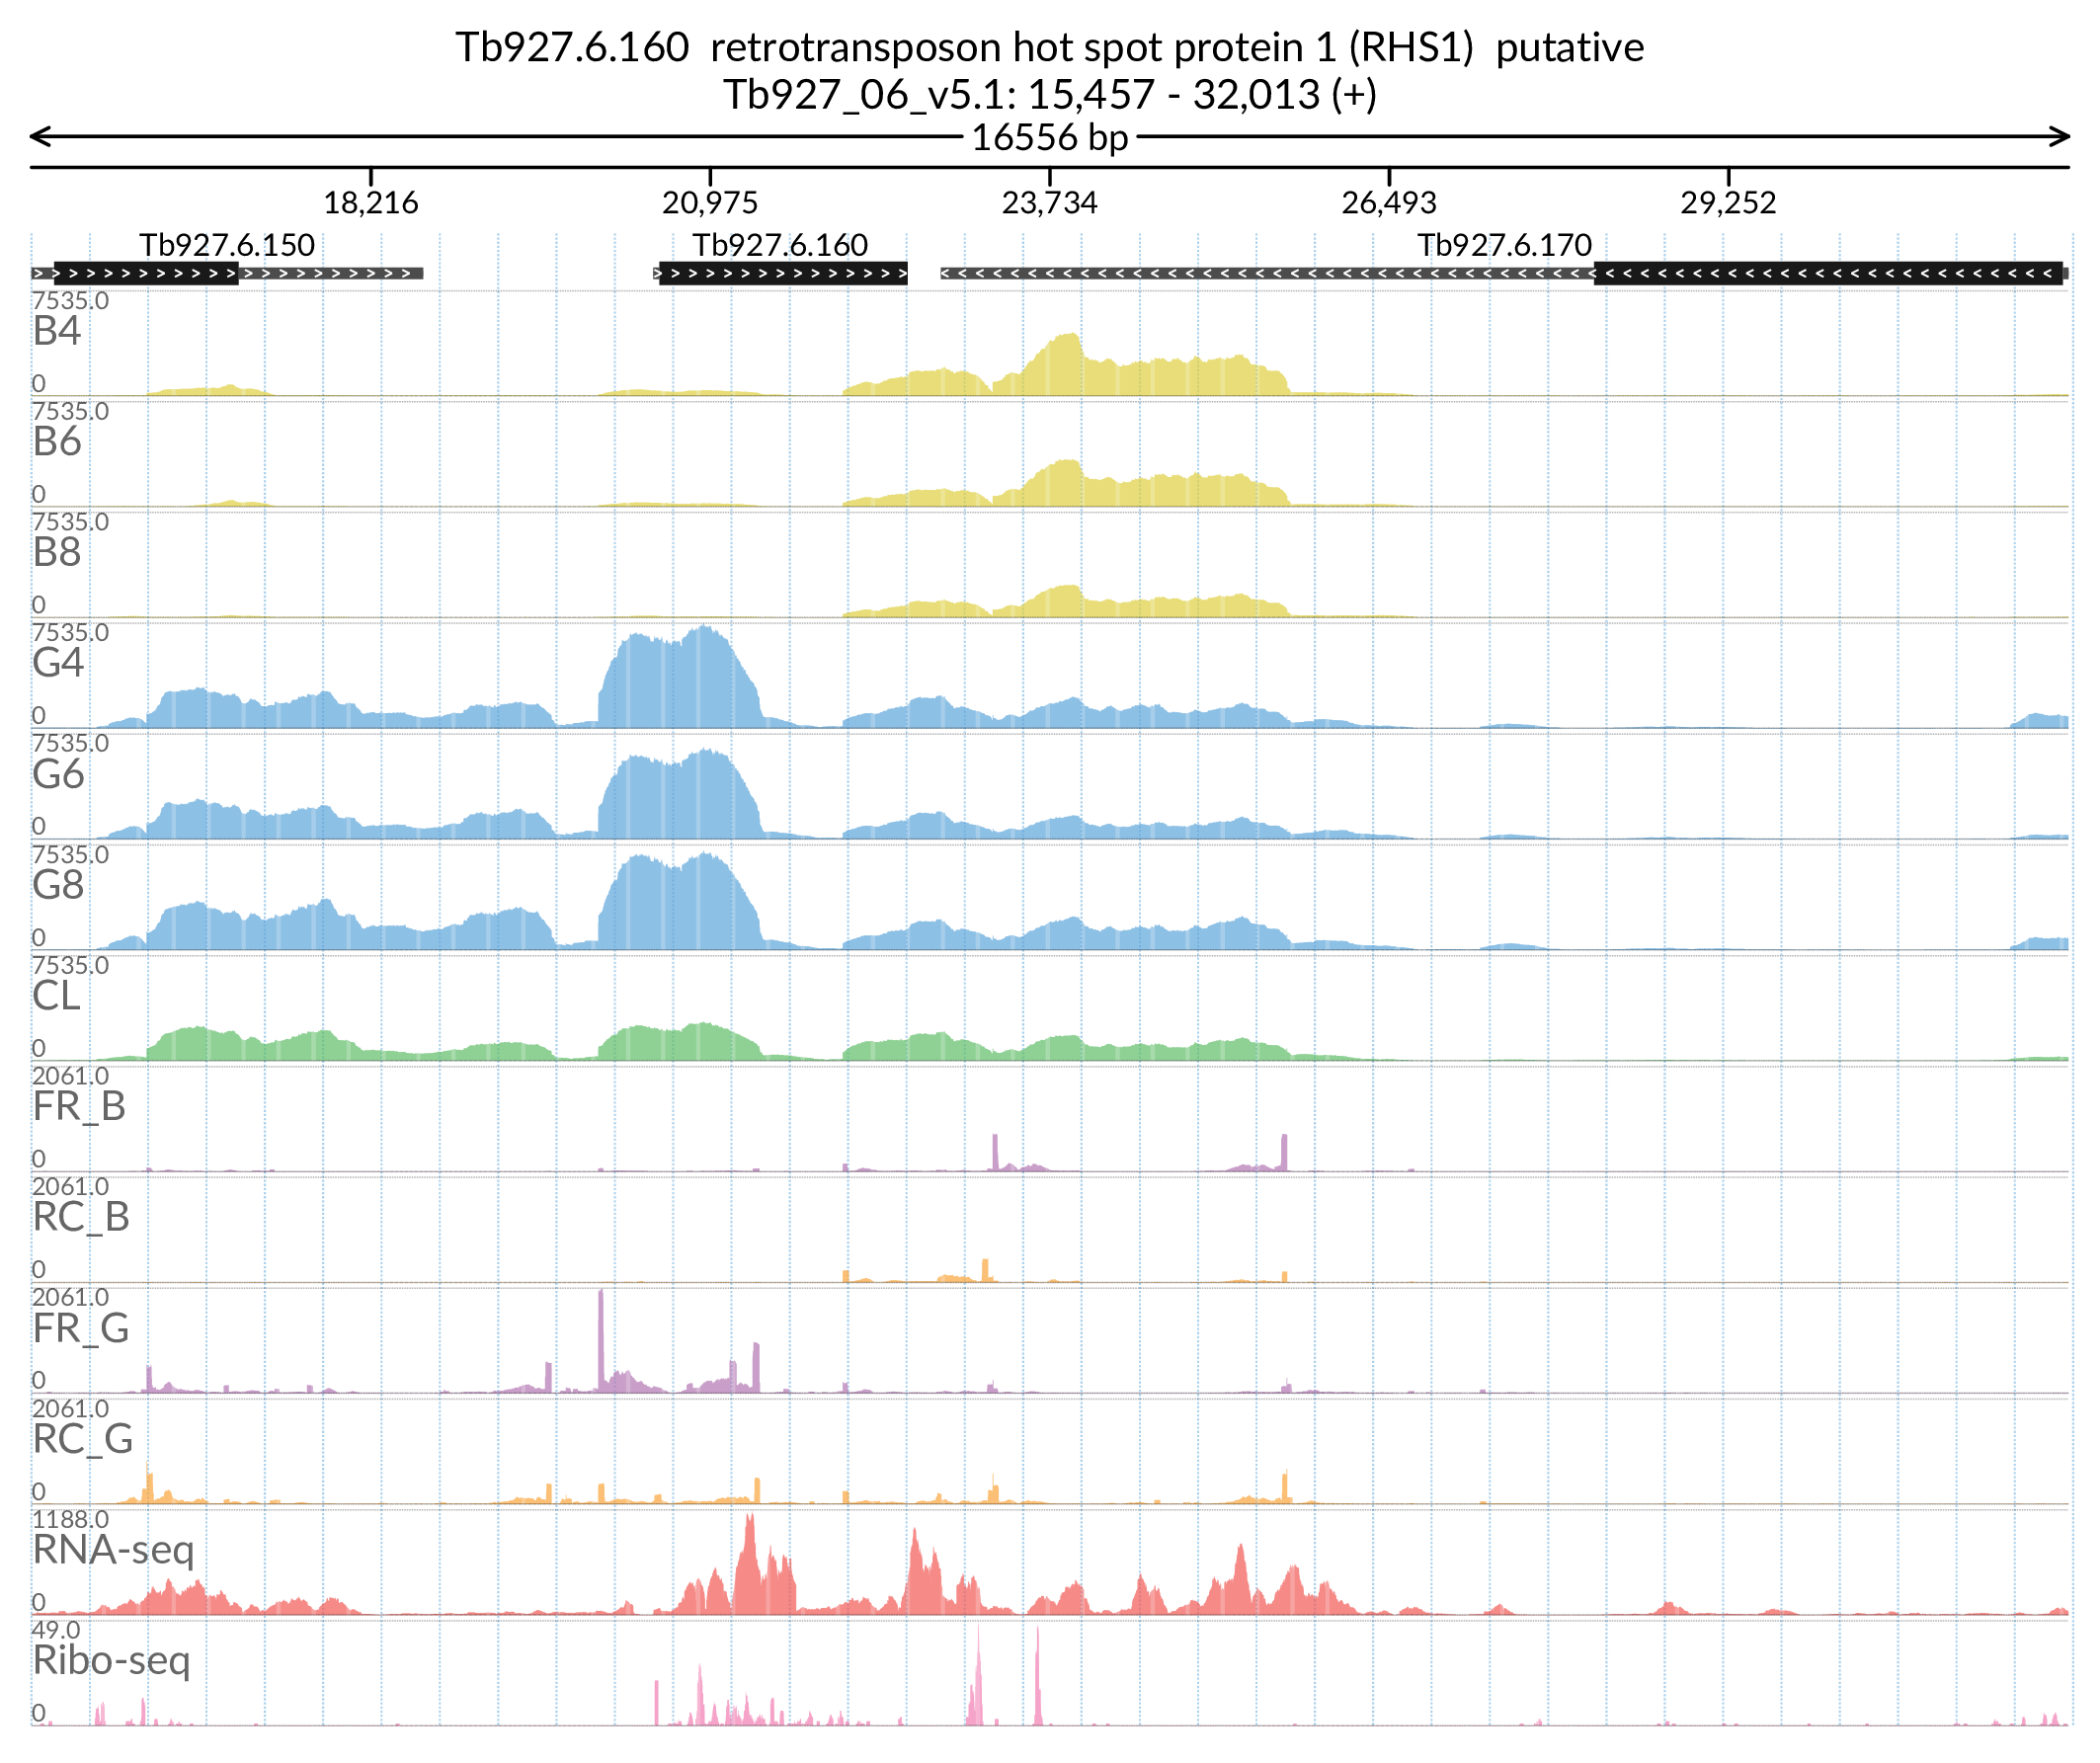 Tb927.6.160 retrotransposon hot spot protein 1 (RHS1) putative
Tb927_06_v5.1: 15,457 - 32,013 (+)
16556 bp
18,216 20,975 23,734 26,493 29,252
Tb927.6.150 Tb927.6.160 Tb927.6.170
7535.0
B4
0
7535.0
B6
0
7535.0
B8
0
7535.0
G4
0
7535.0
G6
0
7535.0
G8
0
7535.0
CL
0
2061.0
FR_B
0
2061.0
RC_B
0
2061.0
FR_G
0
2061.0
RC_G
0
1188.0
RNA-seq
0
49.0
Ribo-seq
0